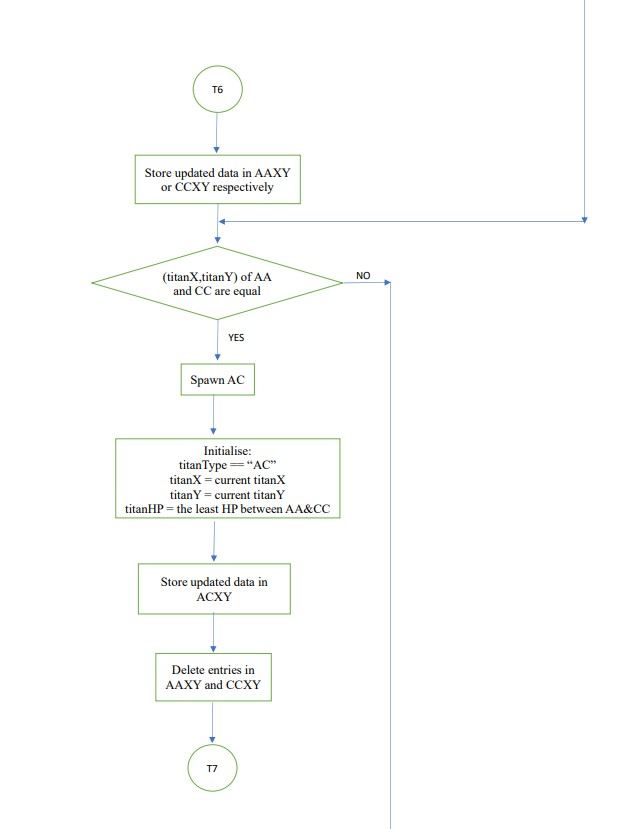 T6
Store updated data in AAXY
or CCXY respectively
(titanX,titanY) of AA
and CC are equal
NO
YES
Spawn AC
Initialise:
titanType == “AC”
titanX = current titanX
titanY = current titanY
titanHP = the least HP between AA&CC
Store updated data in
ACXY
Delete entries in
AAXY and CCXY
T7